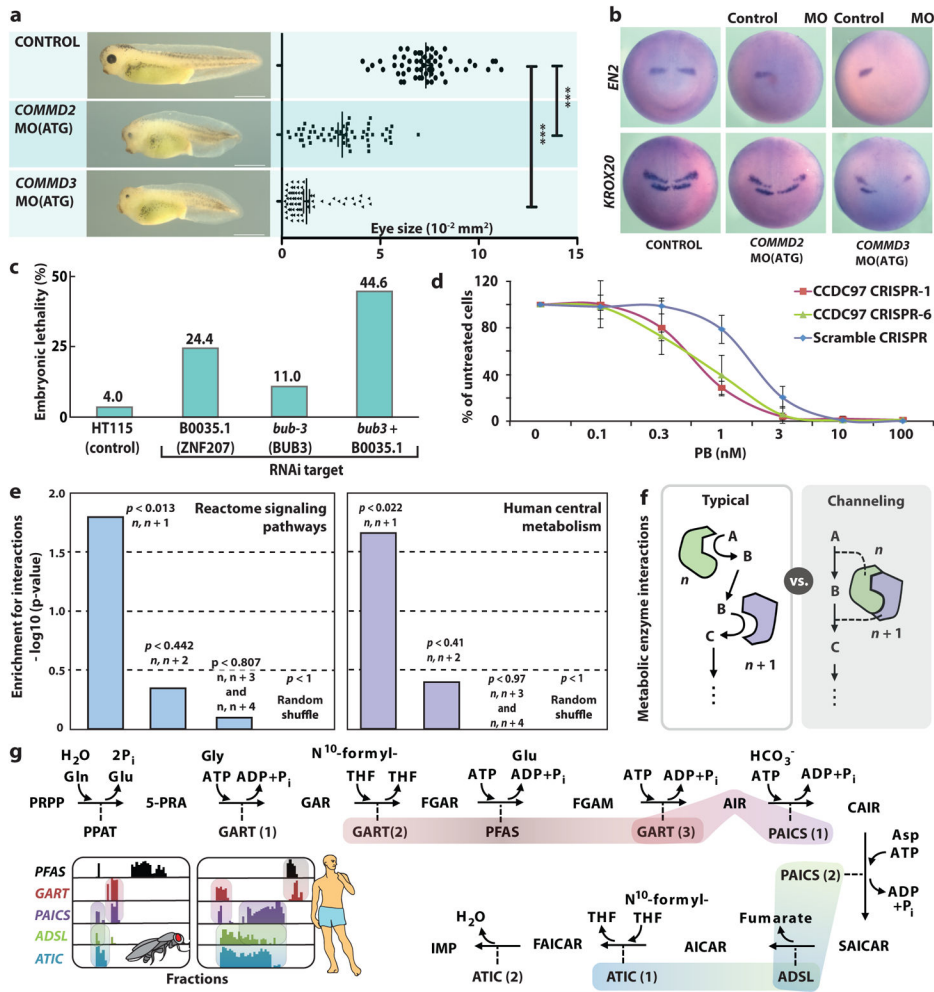 a
CONTROL
COMMD2
MO(ATG)
COMMD3
MO(ATG)
***
***
Eye size (10-2 mm2)
0 5 10 15
b
Control MO Control MO
EN2
KROX20
CONTROL
COMMD2
MO(ATG)
COMMD3
MO(ATG)
c
Embryonic lethality (%)
50
25
0
4.0
24.4
11.0
44.6
HT115
(control)
B0035.1
(ZNF207)
bub-3
(BUB3)
bub3 +
B0035.1
RNAi target
d
% of untreated cells
120
100
80
60
40
20
0
CCDC97 CRISPR-1
CCDC97 CRISPR-6
Scramble CRISPR
0 0.1 0.3 1 3 10 100
PB (nM)
e
Enrichment for interactions
- log10 (p-value)
2.0
1.5
1.0
0.5
0
Reactome signaling
pathways
p < 0.013
n, n + 1
p < 0.442
n, n + 2
p < 0.807
n, n + 3
and
n, n + 4
p < 1
Random
shuffle
Human central
metabolism
p < 0.022
n, n + 1
p < 0.41
n, n + 2
p < 0.97
n, n + 3
and
n, n + 4
p < 1
Random
shuffle
f
Metabolic enzyme interactions
Typical
A
B
n
B
C
n + 1
vs.
Channeling
A
n
B
n + 1
C
g
H2O 2Pi
Gln Glu
PRPP
PPAT
5-PRA
Gly
ATP ADP+Pi
GART (1)
GAR
N10-formyl-
THF THF
GART(2)
FGAR
Glu
ATP ADP+Pi
PFAS
FGAM
ATP ADP+Pi
GART (3)
AIR
HCO3-
ATP ADP+Pi
PAICS (1)
CAIR
Asp
ATP
PAICS (2)
ADP
+Pi
SAICAR
Fumarate
ADSL
AICAR
N10-formyl-
THF THF
ATIC (1)
FAICAR
H2O
ATIC (2)
IMP
PFAS
GART
PAICS
ADSL
ATIC
Fractions